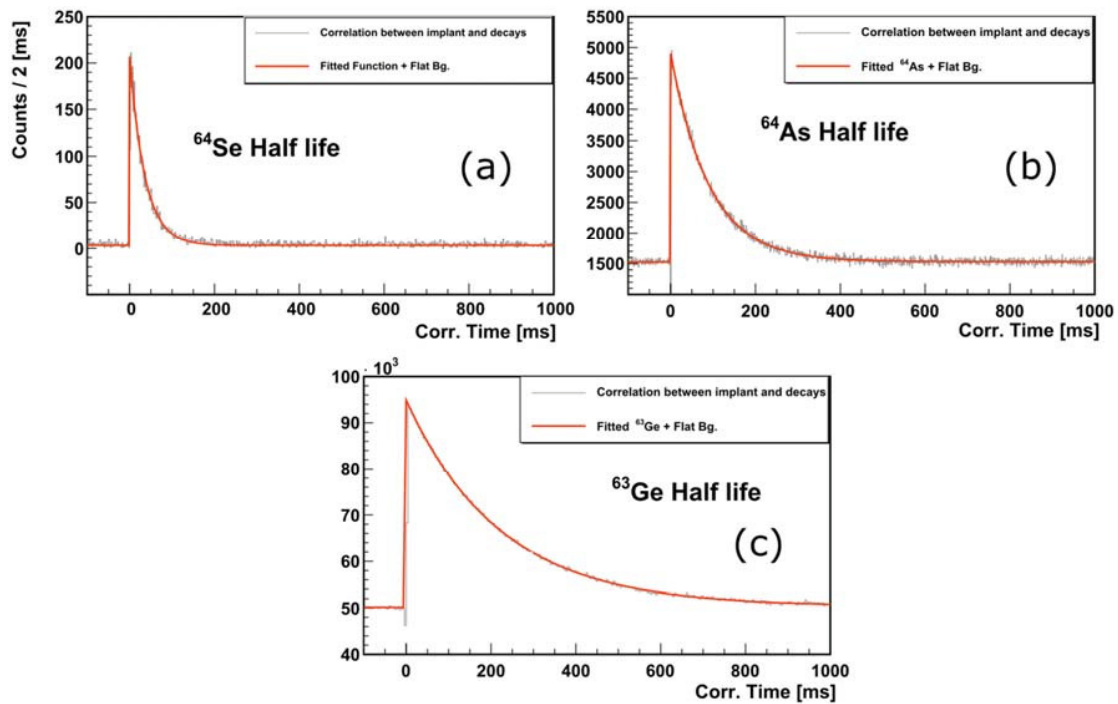 Counts / 2 [ms]
250
200
150
100
50
0
Correlation between implant and decays
Fitted Function + Flat Bg.
64Se Half life
(a)
0 200 400 600 800 1000
Corr. Time [ms]
5500
5000
4500
4000
3500
3000
2500
2000
1500
Correlation between implant and decays
Fitted 64As + Flat Bg.
64As Half life
(b)
0 200 400 600 800 1000
Corr. Time [ms]
· 10³
100
90
80
70
60
50
40
Correlation between implant and decays
Fitted 63Ge + Flat Bg.
63Ge Half life
(c)
0 200 400 600 800 1000
Corr. Time [ms]